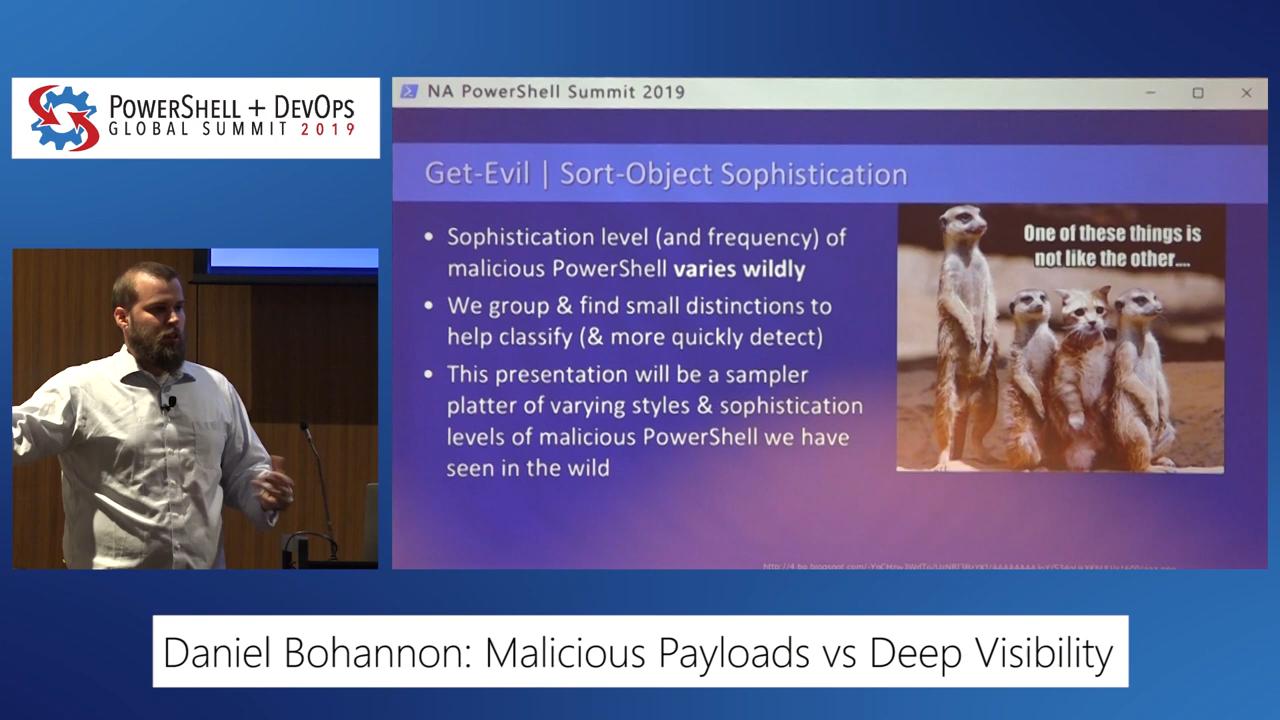 POWERSHELL + DEVOPS
GLOBAL SUMMIT 2019
NA PowerShell Summit 2019
Get-Evil | Sort-Object Sophistication
• Sophistication level (and frequency) of
malicious PowerShell varies wildly
• We group & find small distinctions to
help classify (& more quickly detect)
• This presentation will be a sampler
platter of varying styles & sophistication
levels of malicious PowerShell we have
seen in the wild
One of these things is
not like the other....
Daniel Bohannon: Malicious Payloads vs Deep Visibility